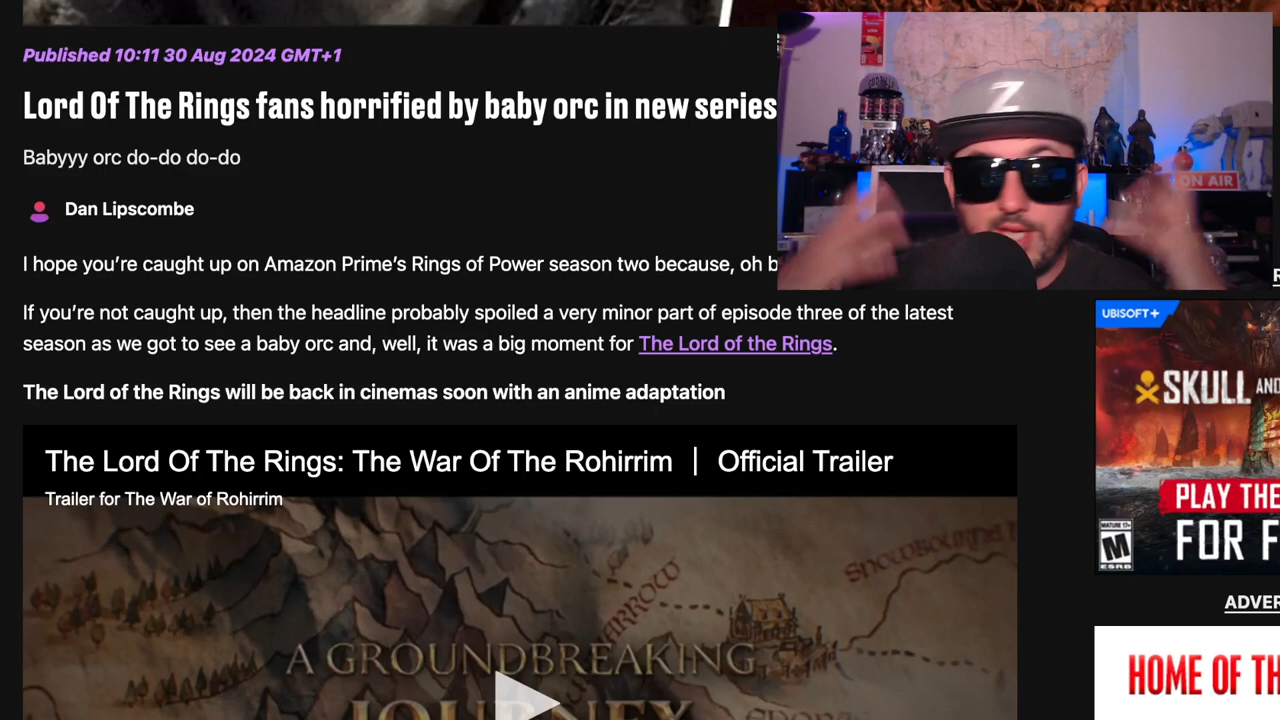 Published 10:11 30 Aug 2024 GMT+1
Lord Of The Rings fans horrified by baby orc in new series
Babyyy orc do-do do-do
Dan Lipscombe
I hope you're caught up on Amazon Prime's Rings of Power season two because, oh b
If you're not caught up, then the headline probably spoiled a very minor part of episode three of the latest
season as we got to see a baby orc and, well, it was a big moment for The Lord of the Rings.
The Lord of the Rings will be back in cinemas soon with an anime adaptation
The Lord Of The Rings: The War Of The Rohirrim | Official Trailer
Trailer for The War of Rohirrim
A GROUNDBREAKING
JOURNEY
Z
ON AIR
UBISOFT+
SKULL AND
PLAY THE
FOR F
MATURE 17+
M
ESRB
ADVER
HOME OF TH